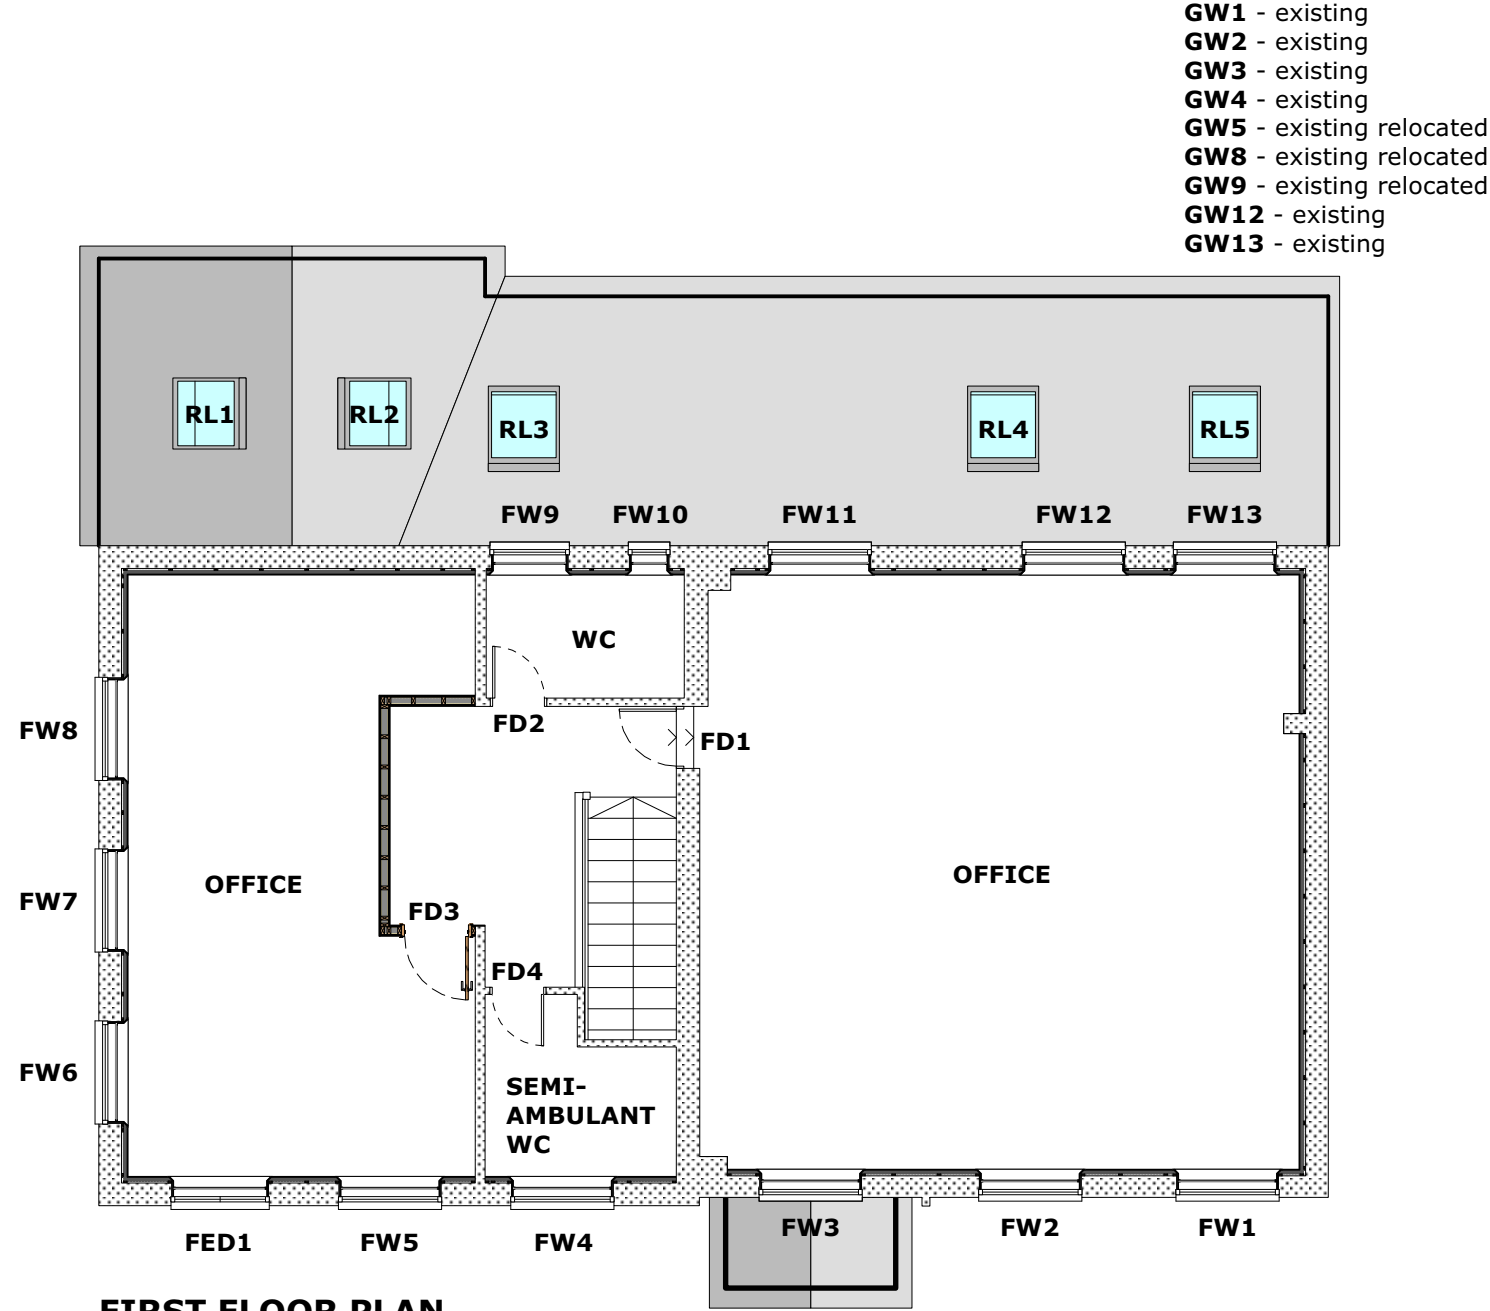 GW1 - existing
GW2 - existing
GW3 - existing
GW4 - existing
GW5 - existing relocated
GW8 - existing relocated
GW9 - existing relocated
GW12 - existing
GW13 - existing
RL1
RL2
RL3
RL4
RL5
FW9
FW10
FW11
FW12
FW13
WC
FD2
FD1
FW8
OFFICE
OFFICE
FW7
FD3
FD4
FW6
SEMI-
AMBULANT
WC
FED1
FW5
FW4
FW3
FW2
FW1
FIRST FLOOR PLAN